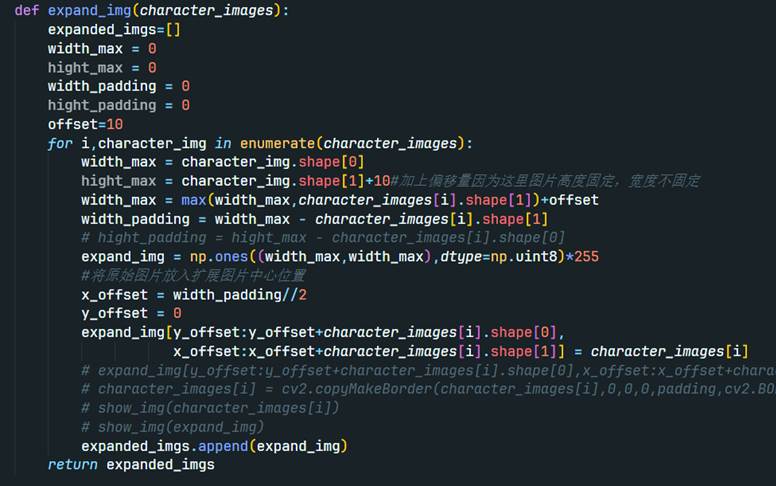 def expand_img(character_images):
    expanded_imgs=[]
    width_max = 0
    hight_max = 0
    width_padding = 0
    hight_padding = 0
    offset=10
    for i,character_img in enumerate(character_images):
        width_max = character_img.shape[0]
        hight_max = character_img.shape[1]+10#加上偏移量因为这里图片高度固定，宽度不固定
        width_max = max(width_max,character_images[i].shape[1])+offset
        width_padding = width_max - character_images[i].shape[1]
        # hight_padding = hight_max - character_images[i].shape[0]
        expand_img = np.ones((width_max,width_max),dtype=np.uint8)*255
        #将原始图片放入扩展图片中心位置
        x_offset = width_padding//2
        y_offset = 0
        expand_img[y_offset:y_offset+character_images[i].shape[0],
                   x_offset:x_offset+character_images[i].shape[1]] = character_images[i]
        # expand_img[y_offset:y_offset+character_images[i].shape[0],x_offset:x_offset+charac
        # character_images[i] = cv2.copyMakeBorder(character_images[i],0,0,0,padding,cv2.BO
        # show_img(character_images[i])
        # show_img(expand_img)
        expanded_imgs.append(expand_img)
    return expanded_imgs